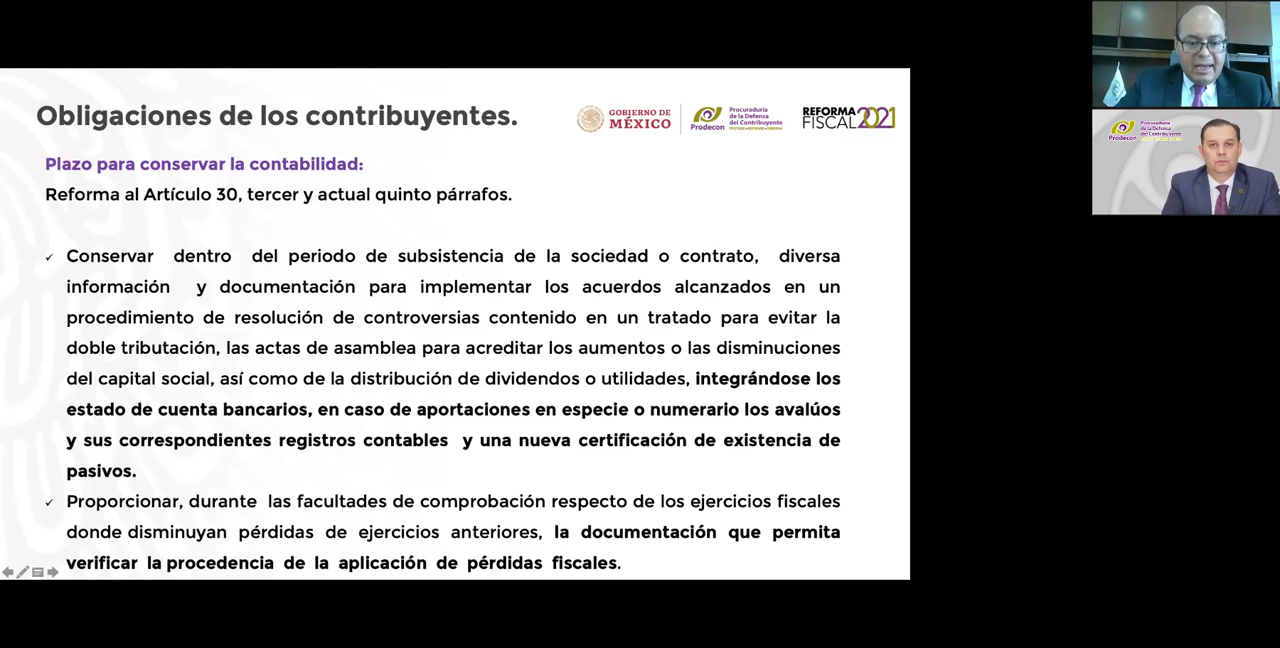 Obligaciones de los contribuyentes.
GOBIERNO DE
MÉXICO
Prodecon
Procuraduría
de la Defensa
del Contribuyente
REFORMA
FISCAL 2021
Plazo para conservar la contabilidad:
Reforma al Artículo 30, tercer y actual quinto párrafos.
✓ Conservar dentro del periodo de subsistencia de la sociedad o contrato, diversa
información y documentación para implementar los acuerdos alcanzados en un
procedimiento de resolución de controversias contenido en un tratado para evitar la
doble tributación, las actas de asamblea para acreditar los aumentos o las disminuciones
del capital social, así como de la distribución de dividendos o utilidades, integrándose los
estado de cuenta bancarios, en caso de aportaciones en especie o numerario los avalúos
y sus correspondientes registros contables y una nueva certificación de existencia de
pasivos.
✓ Proporcionar, durante las facultades de comprobación respecto de los ejercicios fiscales
donde disminuyan pérdidas de ejercicios anteriores, la documentación que permita
verificar la procedencia de la aplicación de pérdidas fiscales.
Prodecon
Procuraduría
de la Defensa
del Contribuyente